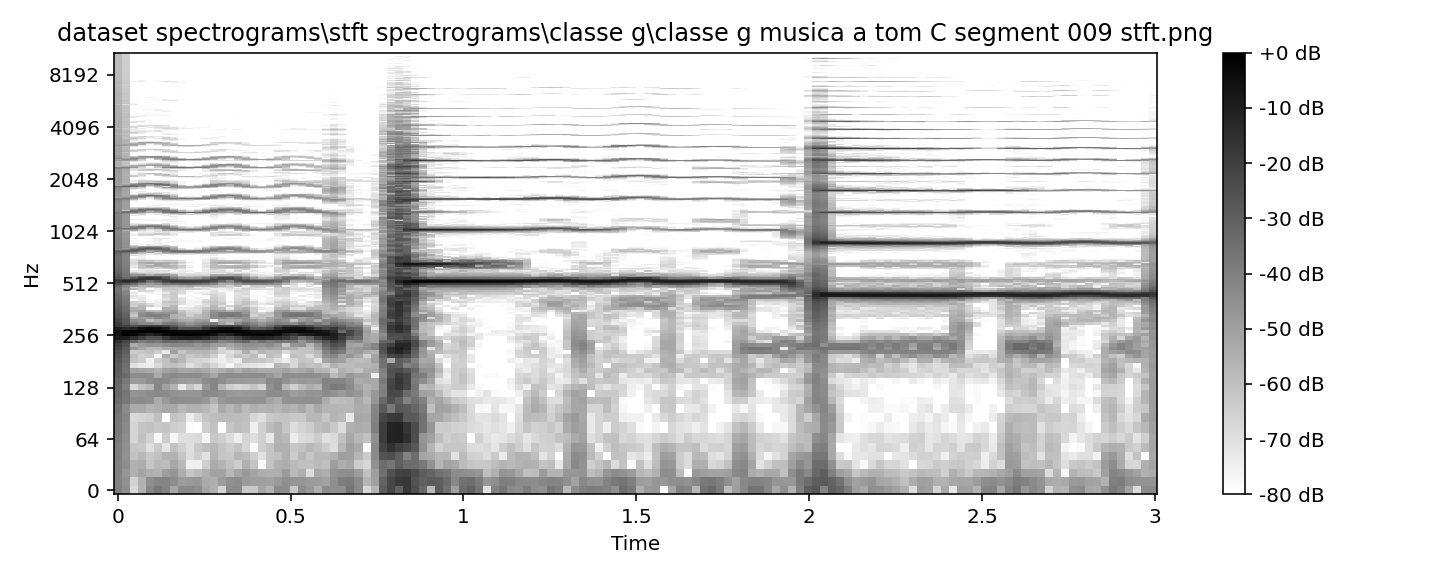 dataset spectrograms\stft spectrograms\classe g\classe g musica a tom C segment 009 stft.png
8192
4096
2048
1024
512
256
128
64
0
Hz
0
0.5
1
1.5
2
2.5
3
Time
+0 dB
-10 dB
-20 dB
-30 dB
-40 dB
-50 dB
-60 dB
-70 dB
-80 dB